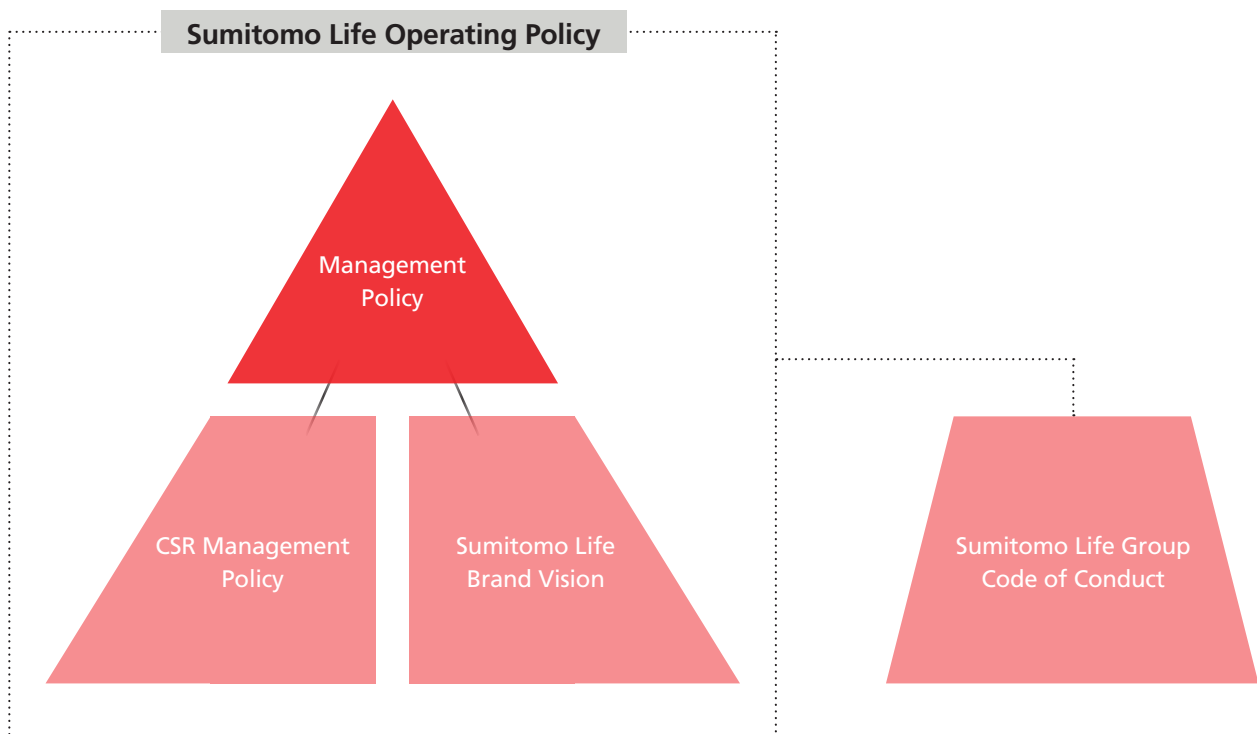 Sumitomo Life Operating Policy
Management
Policy
CSR Management
Policy
Sumitomo Life
Brand Vision
Sumitomo Life Group
Code of Conduct